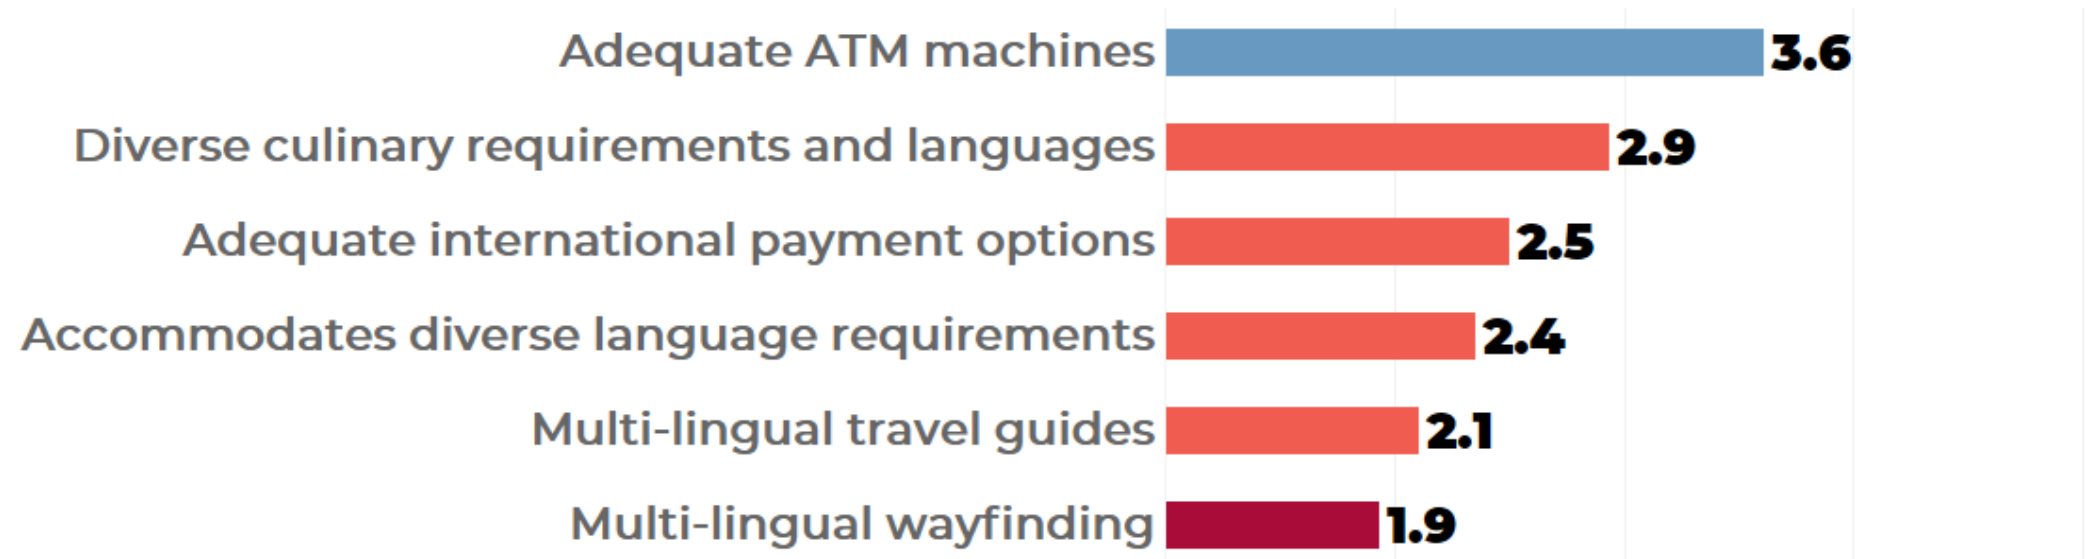 Adequate ATM machines 3.6
Diverse culinary requirements and languages 2.9
Adequate international payment options 2.5
Accommodates diverse language requirements 2.4
Multi-lingual travel guides 2.1
Multi-lingual wayfinding 1.9